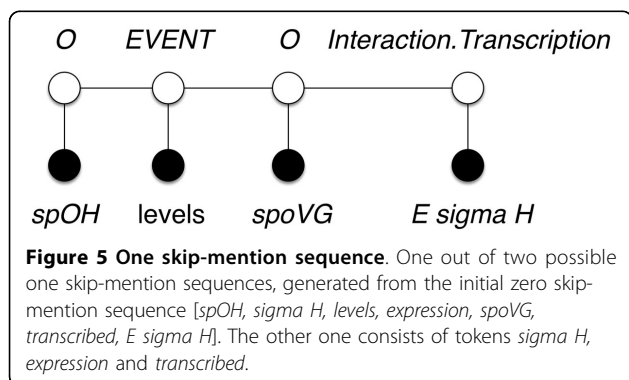 O EVENT O Interaction.Transcription
spOH levels spoVG E sigma H
Figure 5 One skip-mention sequence. One out of two possible
one skip-mention sequences, generated from the initial zero skip-
mention sequence [spOH, sigma H, levels, expression, spoVG,
transcribed, E sigma H]. The other one consists of tokens sigma H,
expression and transcribed.